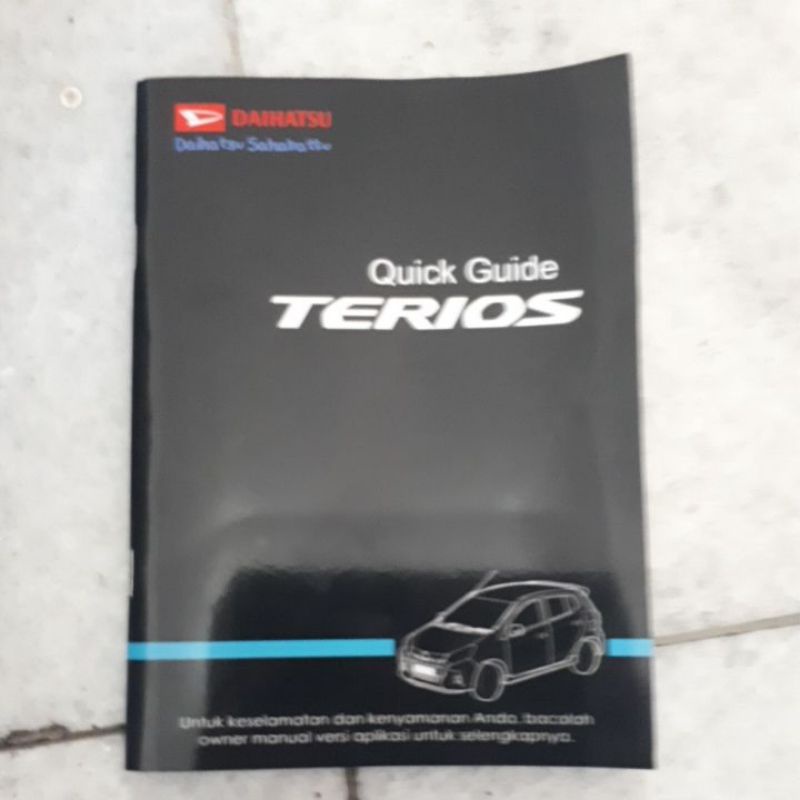 DAIHATSU
Daihatsu Sahabatku
Quick Guide
TERIOS
Untuk keselamatan dan kenyamanan Anda, bacalah
owner manual versi aplikasi untuk selengkapnya.